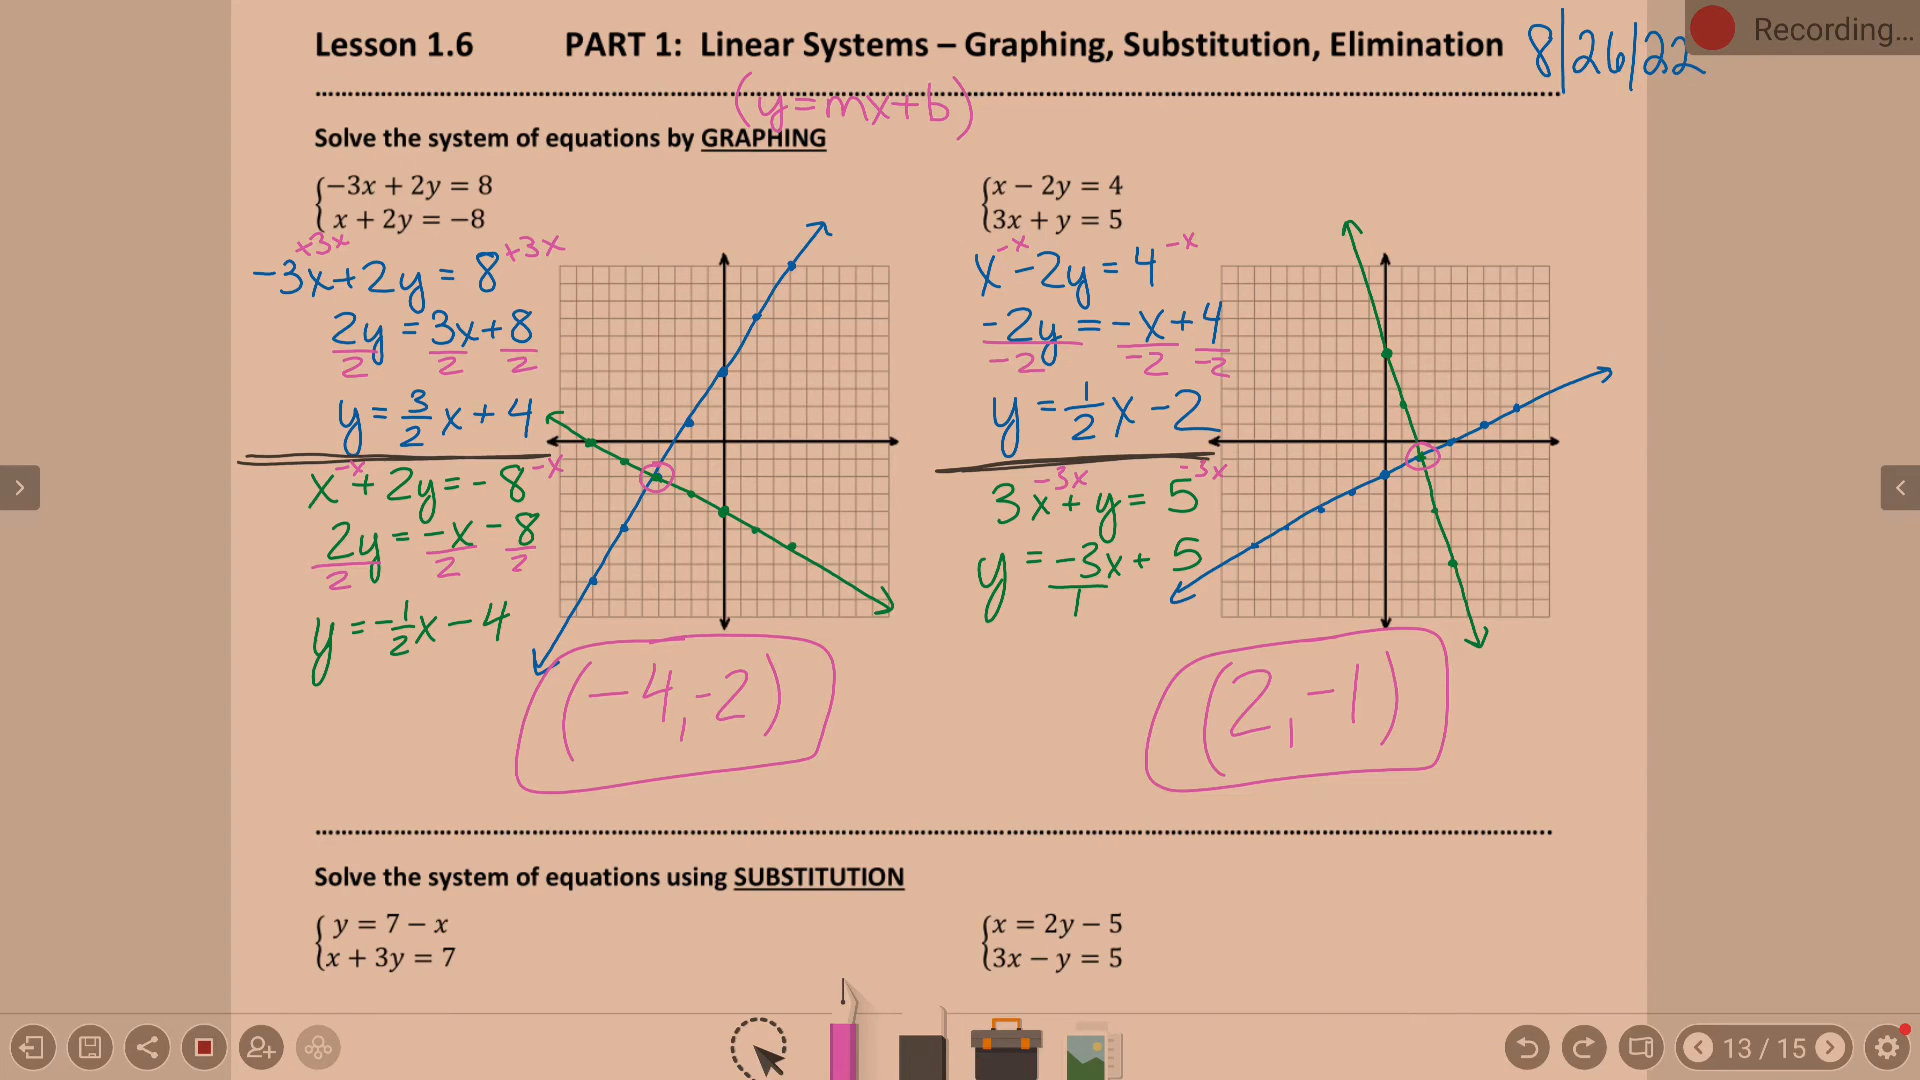 Lesson 1.6 PART 1: Linear Systems – Graphing, Substitution, Elimination 8|26|22
Recording...
(y=mx+b)
Solve the system of equations by GRAPHING
−3x + 2y = 8
x + 2y = −8
+3x +3x
-3x+2y = 8
2y = 3x+8
2 2 2
y = 3/2 x + 4
-x -x
x + 2y = -8
2y = -x - 8
2 2 2
y = -1/2 x - 4
(-4,-2)
x − 2y = 4
3x + y = 5
-x -x
x - 2y = 4
-2y = -x + 4
-2 -2 -2
y = 1/2 x - 2
-3x -3x
3x + y = 5
y = -3x + 5
1
(2,-1)
Solve the system of equations using SUBSTITUTION
y = 7 − x
x + 3y = 7
x = 2y − 5
3x − y = 5
13 / 15